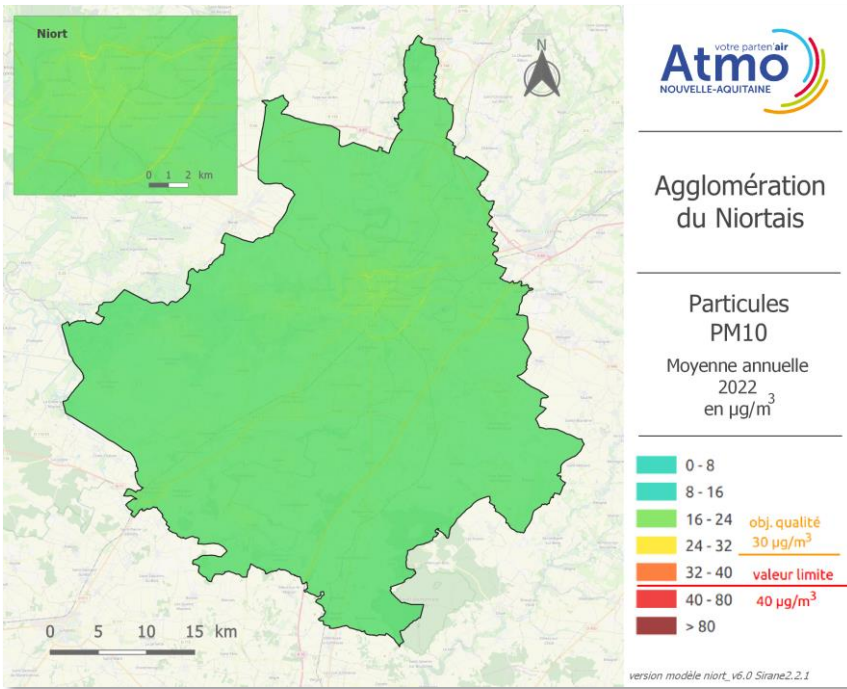 Niort
0 1 2 km
N
votre parten'air
Atmo
NOUVELLE-AQUITAINE
Agglomération
du Niortais
Particules
PM10
Moyenne annuelle
2022
en µg/m³
0 - 8
8 - 16
16 - 24
24 - 32
32 - 40
40 - 80
> 80
obj. qualité
30 µg/m³
valeur limite
40 µg/m³
0 5 10 15 km
version modèle niort_v6.0 Sirane2.2.1